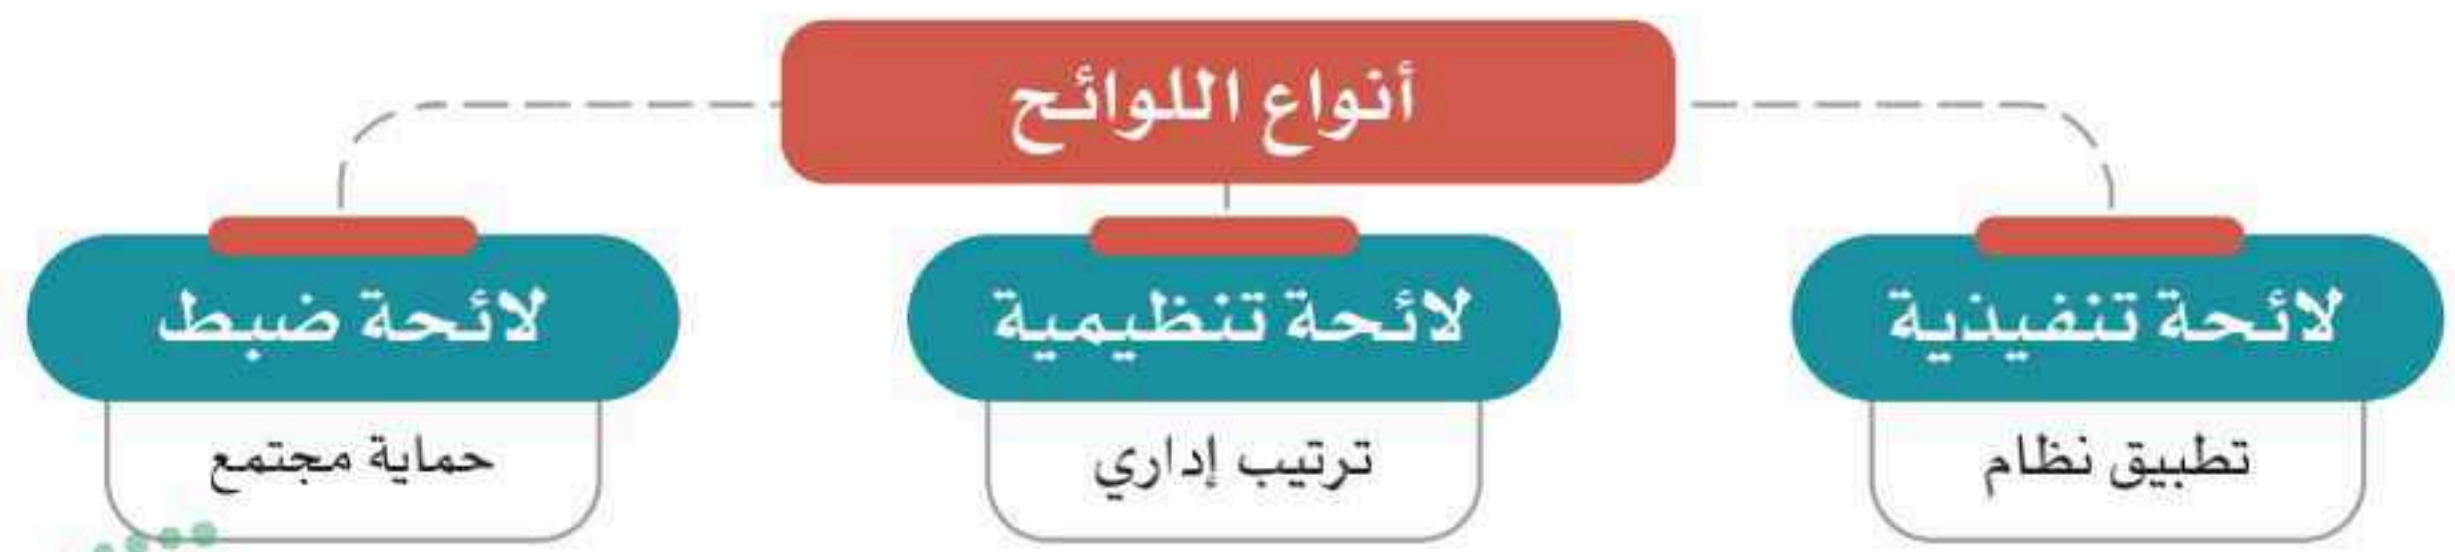 أنواع اللوائح
لائحة تنفيذية
تطبيق نظام
لائحة تنظيمية
ترتيب إداري
لائحة ضبط
حماية مجتمع